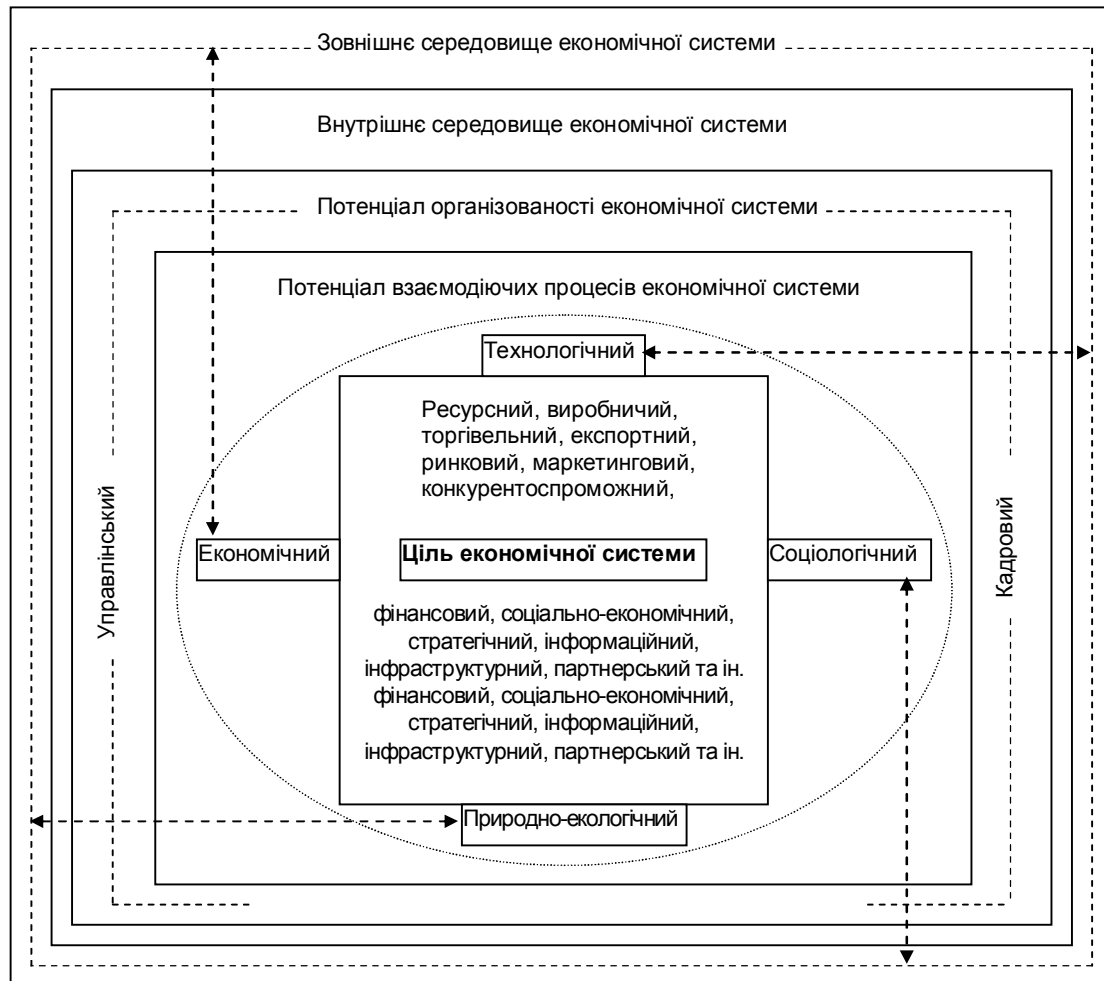 Зовнішнє середовище економічної системи
Внутрішнє середовище економічної системи
Потенціал організованості економічної системи
Потенціал взаємодіючих процесів економічної системи
Технологічний
Ресурсний, виробничий,
торгівельний, експортний,
ринковий, маркетинговий,
конкурентоспроможний,
Управлінський
Економічний
Ціль економічної системи
Соціологічний
Кадровий
фінансовий, соціально-економічний,
стратегічний, інформаційний,
інфраструктурний, партнерський та ін.
фінансовий, соціально-економічний,
стратегічний, інформаційний,
інфраструктурний, партнерський та ін.
Природно-екологічний